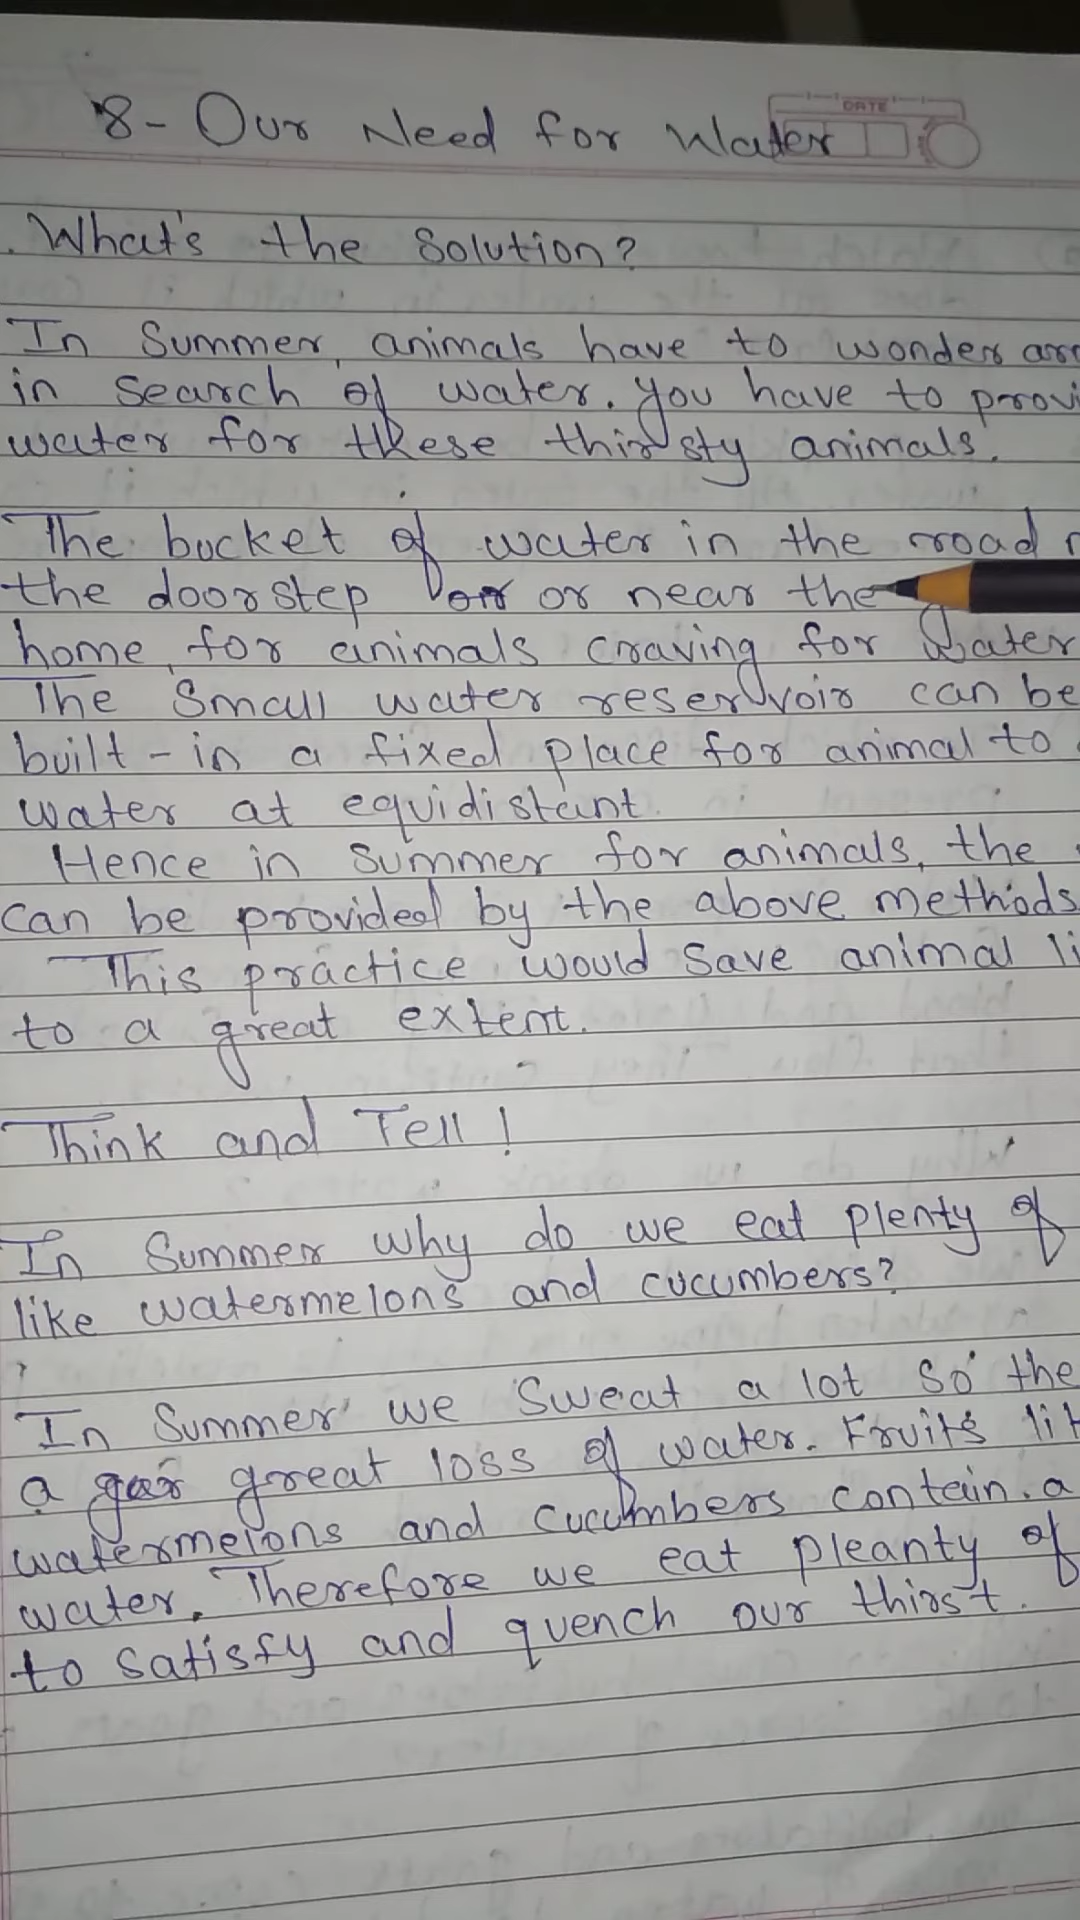 8- Our Need for Water
DATE
What's the Solution?
In Summer, animals have to wonder
in search of water. You have to
water for these thirsty animals.
The bucket of water in the road
the doorstep or or near the
home, for animals craving for water
The Small water reservoir can be
built-in a fixed place for animal to
water at equidistant.
Hence in summer for animals, the
can be provided by the above methods
This practice would save animal
to a great extent.
Think and Tell!
In Summer why do we eat plenty of
like watermelons and cucumbers?
In Summer we sweat a lot so the
a great loss of water. Fruits
watermelons and cucumbers contain a
water. Therefore we eat pleanty of
to satisfy and quench our thirst.